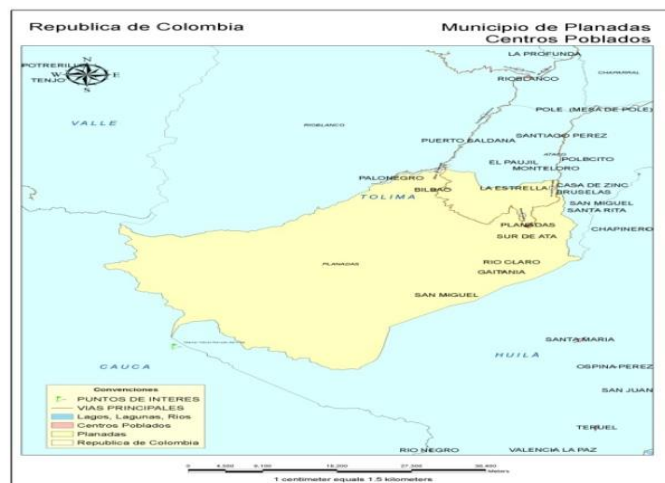 Republica de Colombia
Municipio de Planadas
Centros Poblados
LA PROFUNDA
POTRERILLO
TENJO
N
W E
S
RIOBLANCO
CHAPARRAL
VALLE
RIOBLANCO
POLE (MESA DE POLE)
PUERTO SALDANA
SANTIAGO PEREZ
ATACO
EL PAUJIL
POLECITO
MONTELORO
PALONEGRO
BILBAO
TOLIMA
LA ESTRELLA
CASA DE ZINC
BRUSELAS
SAN MIGUEL
SANTA RITA
PLANADAS
CHAPINERO
SUR DE ATA
PLANADAS
RIO CLARO
GAITANIA
SAN MIGUEL
SANTA MARIA
HUILA
CAUCA
OSPINA PEREZ
SAN JUAN
TERUEL
RIO NEGRO
VALENCIA LA PAZ
Convenciones
PUNTOS DE INTERES
VIAS PRINCIPALES
Lagos, Lagunas, Rios
Centros Poblados
Planadas
Republica de Colombia
Meters
1 centimeter equals 1.5 kilometers